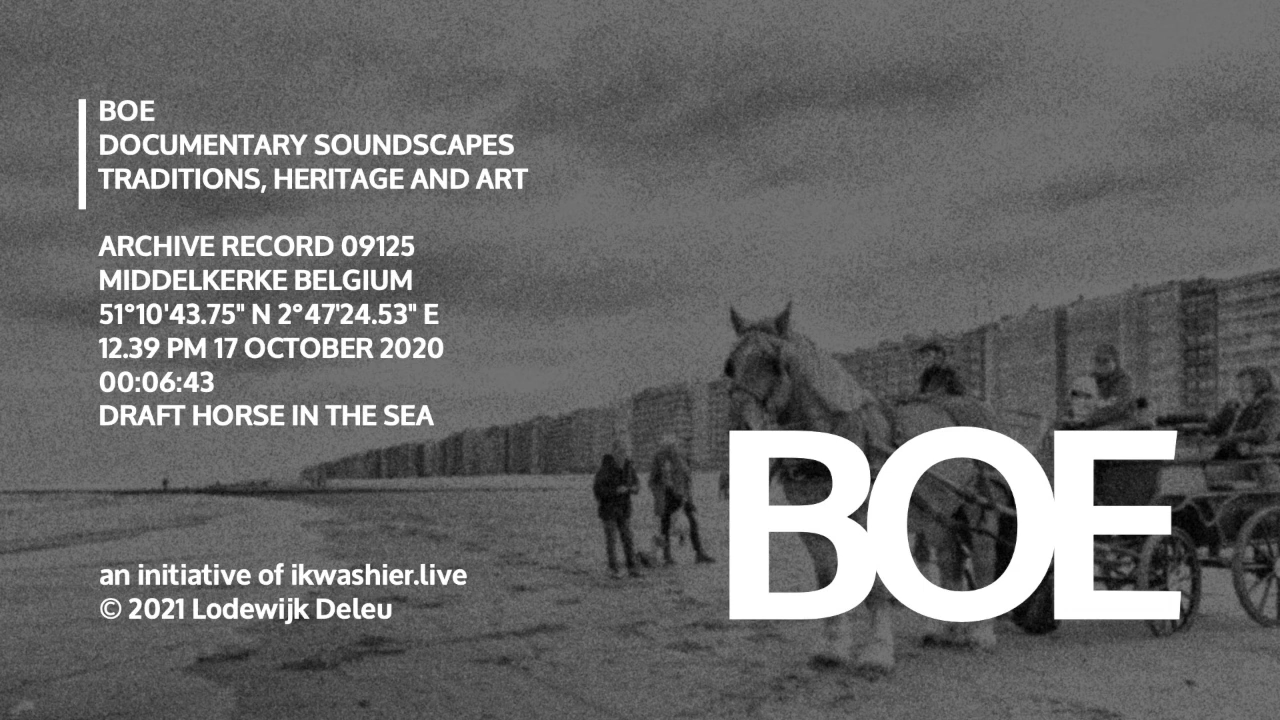 BOE
DOCUMENTARY SOUNDSCAPES
TRADITIONS, HERITAGE AND ART
ARCHIVE RECORD 09125
MIDDELKERKE BELGIUM
51°10'43.75" N 2°47'24.53" E
12.39 PM 17 OCTOBER 2020
00:06:43
DRAFT HORSE IN THE SEA
an initiative of ikwashier.live
© 2021 Lodewijk Deleu
BOE